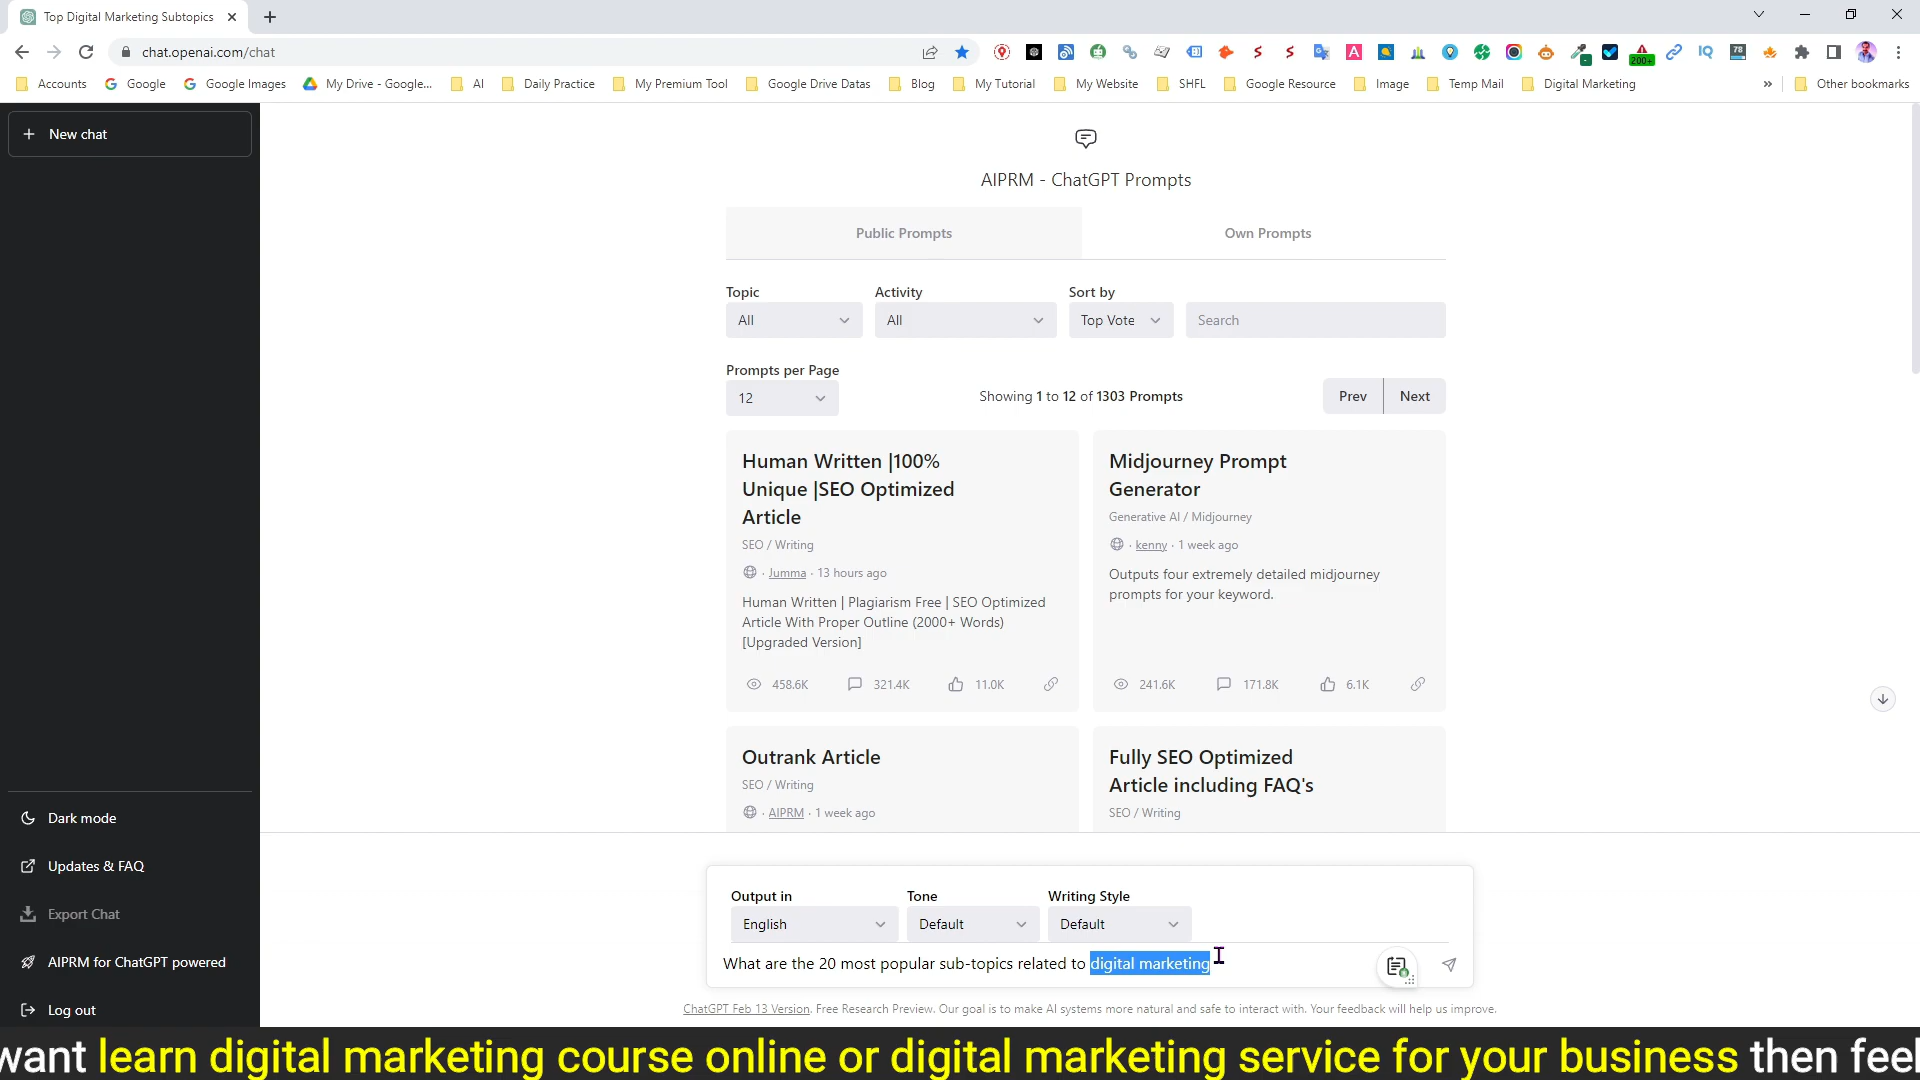 Top Digital Marketing Subtopics
chat.openai.com/chat
Accounts
Google
Google Images
My Drive - Google...
AI
Daily Practice
My Premium Tool
Google Drive Datas
Blog
My Tutorial
My Website
SHFL
Google Resource
Image
Temp Mail
Digital Marketing
»
Other bookmarks
200+
78
New chat
AIPRM - ChatGPT Prompts
Public Prompts
Own Prompts
Topic
Activity
Sort by
All
All
Top Vote
Search
Prompts per Page
12
Showing 1 to 12 of 1303 Prompts
Prev
Next
Human Written |100%
Unique |SEO Optimized
Article
SEO / Writing
· Jumma · 13 hours ago
Human Written | Plagiarism Free | SEO Optimized
Article With Proper Outline (2000+ Words)
[Upgraded Version]
458.6K
321.4K
11.0K
Midjourney Prompt
Generator
Generative AI / Midjourney
· kenny · 1 week ago
Outputs four extremely detailed midjourney
prompts for your keyword.
241.6K
171.8K
6.1K
Outrank Article
SEO / Writing
· AIPRM · 1 week ago
Fully SEO Optimized
Article including FAQ's
SEO / Writing
Dark mode
Updates & FAQ
Export Chat
AIPRM for ChatGPT powered
Log out
Output in
Tone
Writing Style
English
Default
Default
What are the 20 most popular sub-topics related to digital marketing
ChatGPT Feb 13 Version. Free Research Preview. Our goal is to make AI systems more natural and safe to interact with. Your feedback will help us improve.
want learn digital marketing course online or digital marketing service for your business then feel